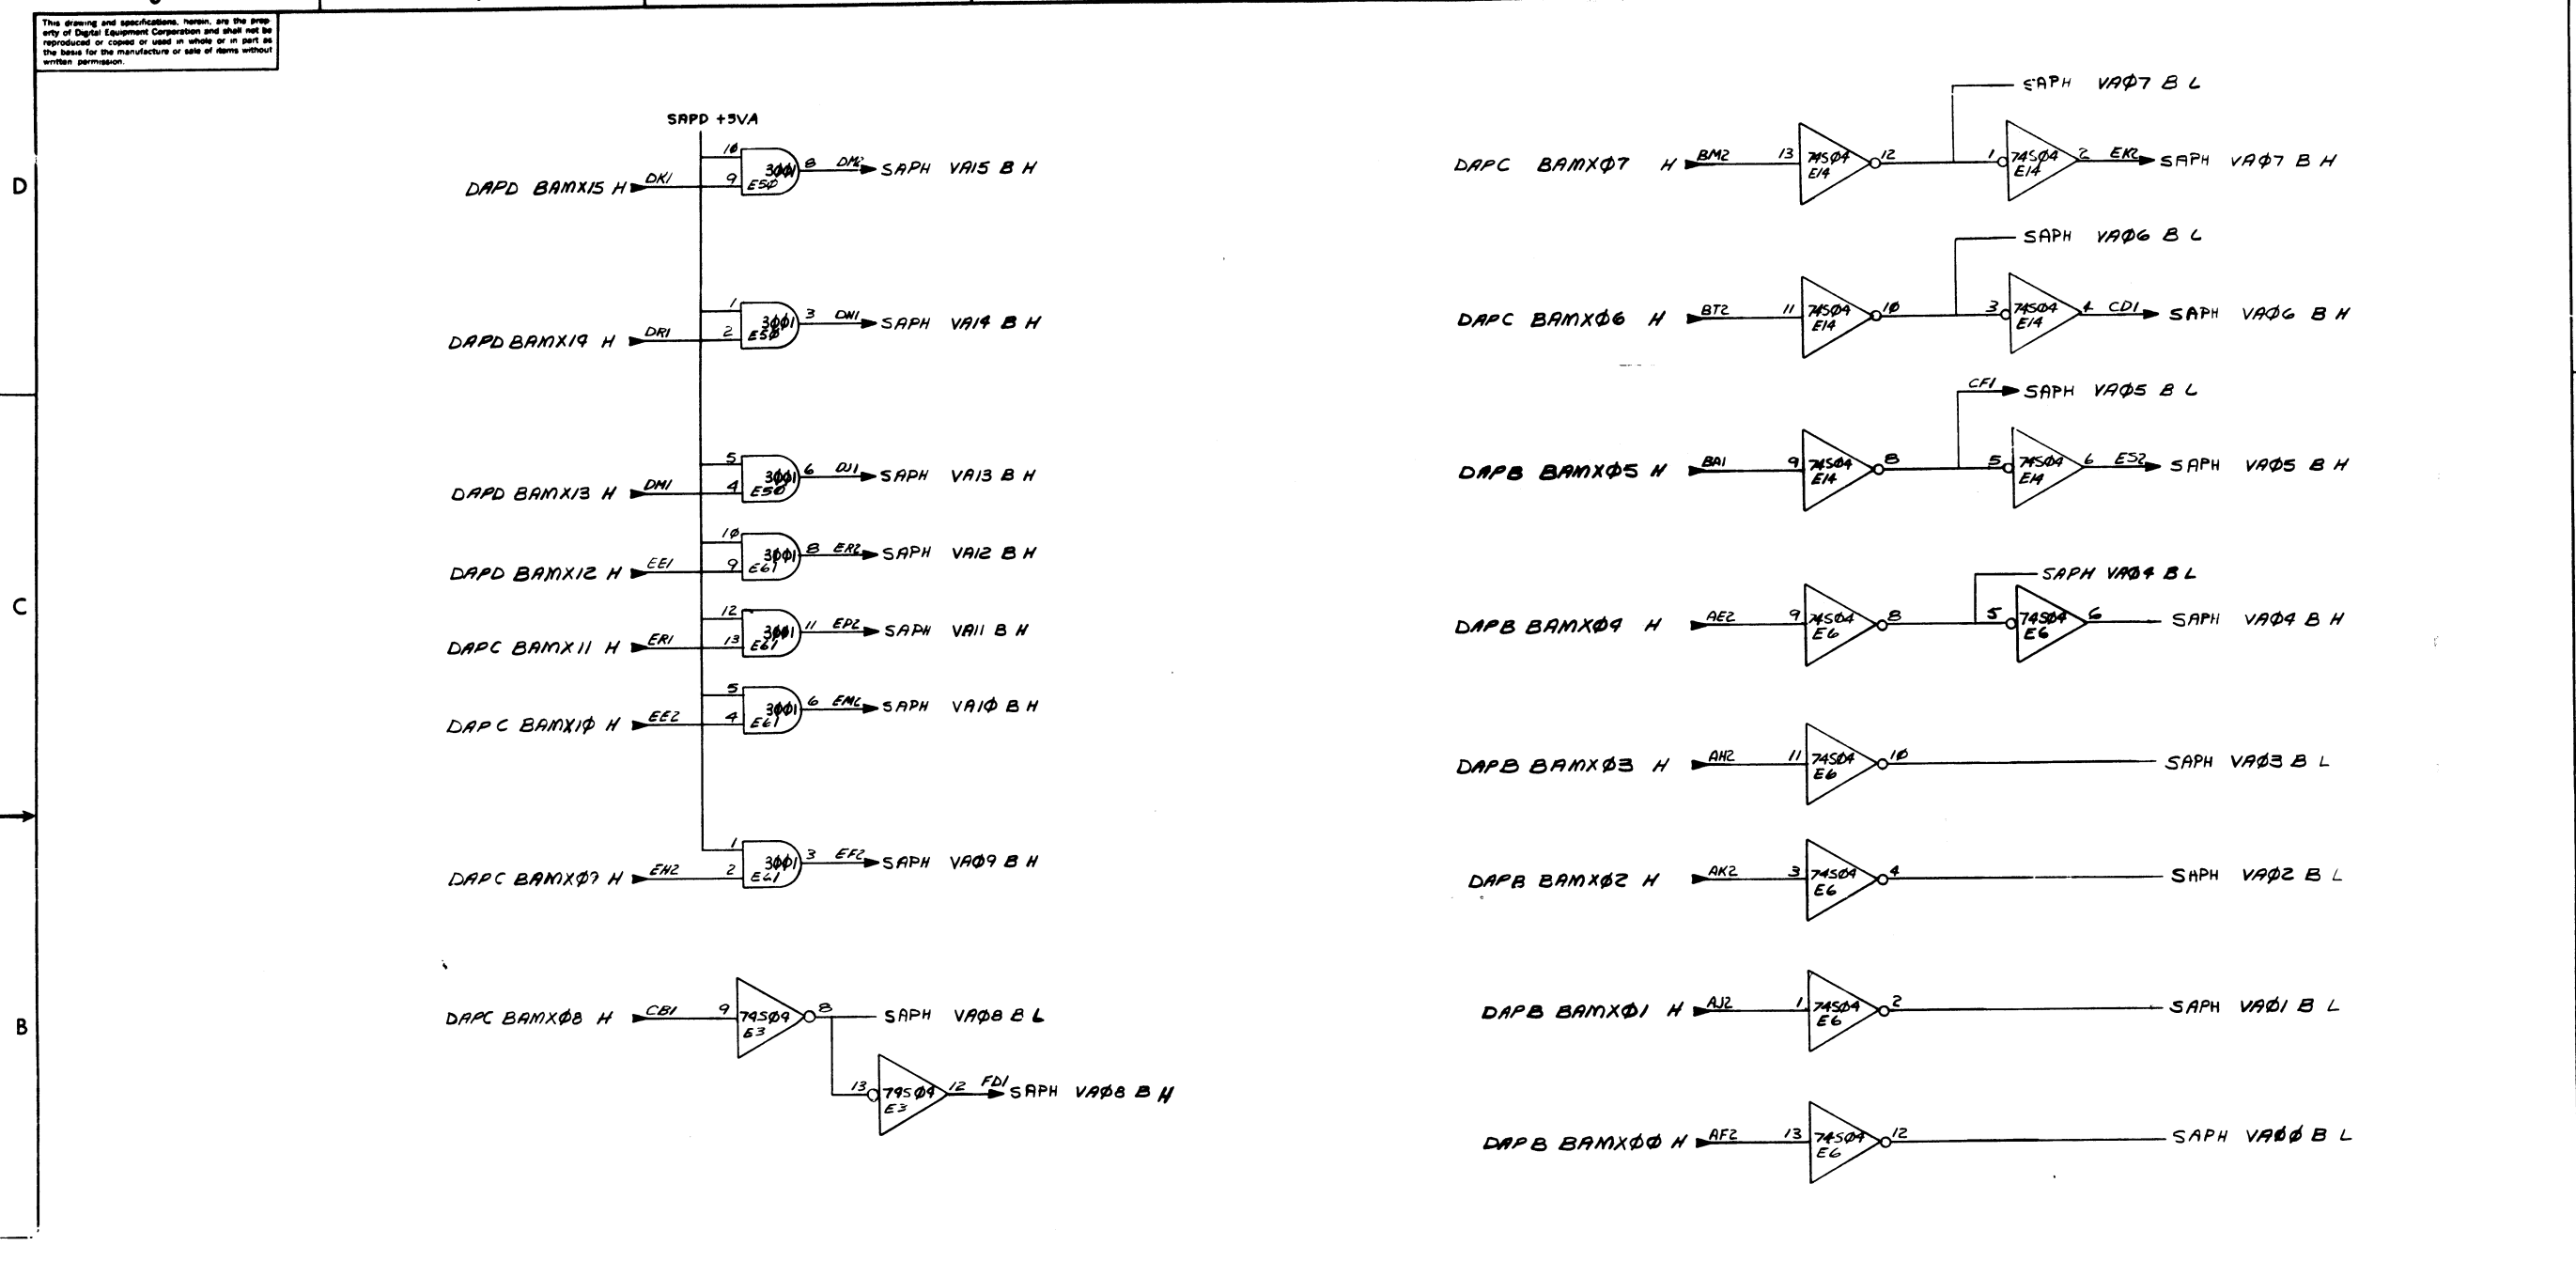 This drawing and specifications, herein, are the prop-
erty of Digital Equipment Corporation and shall not be
reproduced or copied or used in whole or in part as
the basis for the manufacture or sale of items without
written permission.
D
C
B
SAPD +3VA
DAPD BAMX15 H DK1 10 9 3001 E50 8 DM2 SAPH VA15 B H
DAPD BAMX14 H DR1 1 2 3001 E50 3 DN1 SAPH VA14 B H
DAPD BAMX13 H DM1 5 4 3001 E50 6 DJ1 SAPH VA13 B H
DAPD BAMX12 H EE1 10 9 3001 E61 8 ER2 SAPH VA12 B H
DAPC BAMX11 H ER1 12 13 3001 E61 11 EP2 SAPH VA11 B H
DAPC BAMX10 H EE2 5 4 3001 E61 6 EM2 SAPH VA10 B H
DAPC BAMX09 H EH2 1 2 3001 E61 3 EF2 SAPH VA09 B H
DAPC BAMX08 H CB1 9 74S04 E3 8 SAPH VA08 B L
13 74S04 E3 12 FD1 SAPH VA08 B H
SAPH VA07 B L
DAPC BAMX07 H BM2 13 74S04 E14 12 1 74S04 E14 2 EK2 SAPH VA07 B H
SAPH VA06 B L
DAPC BAMX06 H BT2 11 74S04 E14 10 3 74S04 E14 4 CD1 SAPH VA06 B H
CF1 SAPH VA05 B L
DAPB BAMX05 H BA1 9 74S04 E14 8 5 74S04 E14 6 ES2 SAPH VA05 B H
SAPH VA04 B L
DAPB BAMX04 H AE2 9 74S04 E6 8 5 74S04 E6 6 SAPH VA04 B H
DAPB BAMX03 H AH2 11 74S04 E6 10 SAPH VA03 B L
DAPB BAMX02 H AK2 3 74S04 E6 4 SAPH VA02 B L
DAPB BAMX01 H AJ2 1 74S04 E6 2 SAPH VA01 B L
DAPB BAMX00 H AF2 13 74S04 E6 12 SAPH VA00 B L